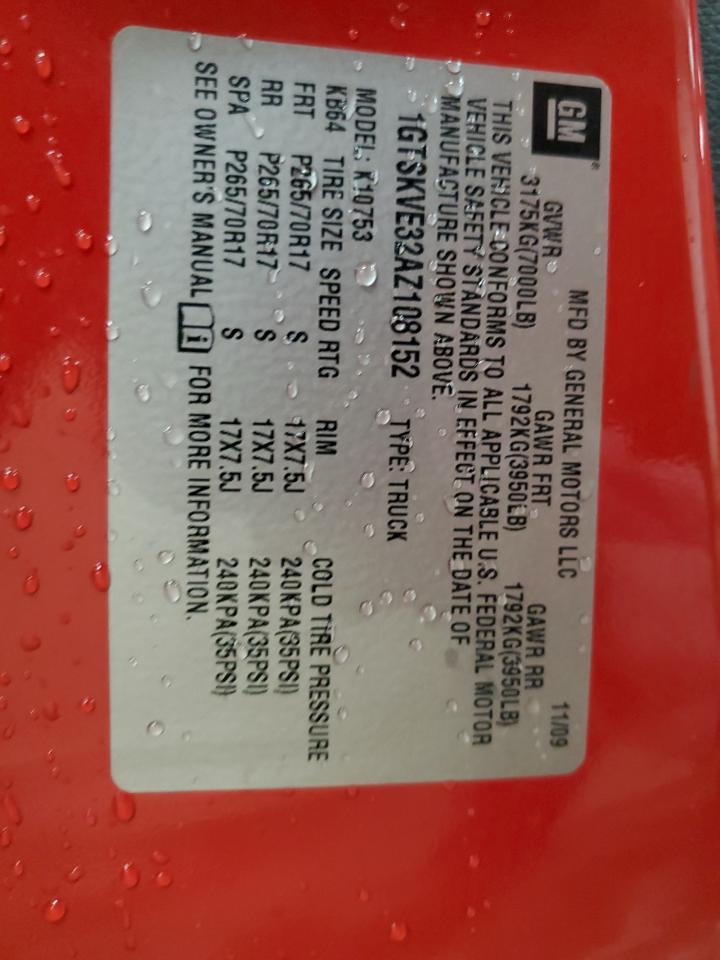 GM®
MFD BY GENERAL MOTORS LLC 11/09
GVWR GAWR FRT GAWR RR
3175KG(7000LB) 1792KG(3950LB) 1792KG(3950LB)
THIS VEHICLE CONFORMS TO ALL APPLICABLE U.S. FEDERAL MOTOR
VEHICLE SAFETY STANDARDS IN EFFECT ON THE DATE OF
MANUFACTURE SHOWN ABOVE.
1GTSKVE32AZ108152 TYPE: TRUCK
MODEL: K10753
KB64 TIRE SIZE SPEED RTG RIM COLD TIRE PRESSURE
FRT P265/70R17 S 17X7.5J 240KPA(35PSI)
RR P265/70R17 S 17X7.5J 240KPA(35PSI)
SPA P265/70R17 S 17X7.5J 240KPA(35PSI)
SEE OWNER'S MANUAL i FOR MORE INFORMATION.